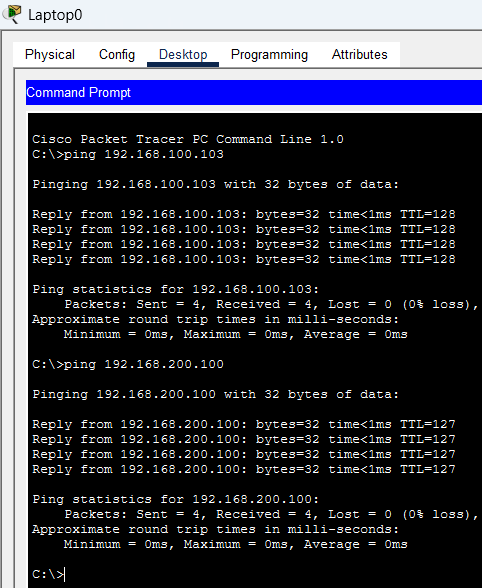 Laptop0
Physical Config Desktop Programming Attributes
Command Prompt
Cisco Packet Tracer PC Command Line 1.0
C:\>ping 192.168.100.103
Pinging 192.168.100.103 with 32 bytes of data:
Reply from 192.168.100.103: bytes=32 time<1ms TTL=128
Reply from 192.168.100.103: bytes=32 time<1ms TTL=128
Reply from 192.168.100.103: bytes=32 time<1ms TTL=128
Reply from 192.168.100.103: bytes=32 time<1ms TTL=128
Ping statistics for 192.168.100.103:
Packets: Sent = 4, Received = 4, Lost = 0 (0% loss),
Approximate round trip times in milli-seconds:
Minimum = 0ms, Maximum = 0ms, Average = 0ms
C:\>ping 192.168.200.100
Pinging 192.168.200.100 with 32 bytes of data:
Reply from 192.168.200.100: bytes=32 time<1ms TTL=127
Reply from 192.168.200.100: bytes=32 time<1ms TTL=127
Reply from 192.168.200.100: bytes=32 time<1ms TTL=127
Reply from 192.168.200.100: bytes=32 time<1ms TTL=127
Ping statistics for 192.168.200.100:
Packets: Sent = 4, Received = 4, Lost = 0 (0% loss),
Approximate round trip times in milli-seconds:
Minimum = 0ms, Maximum = 0ms, Average = 0ms
C:\>